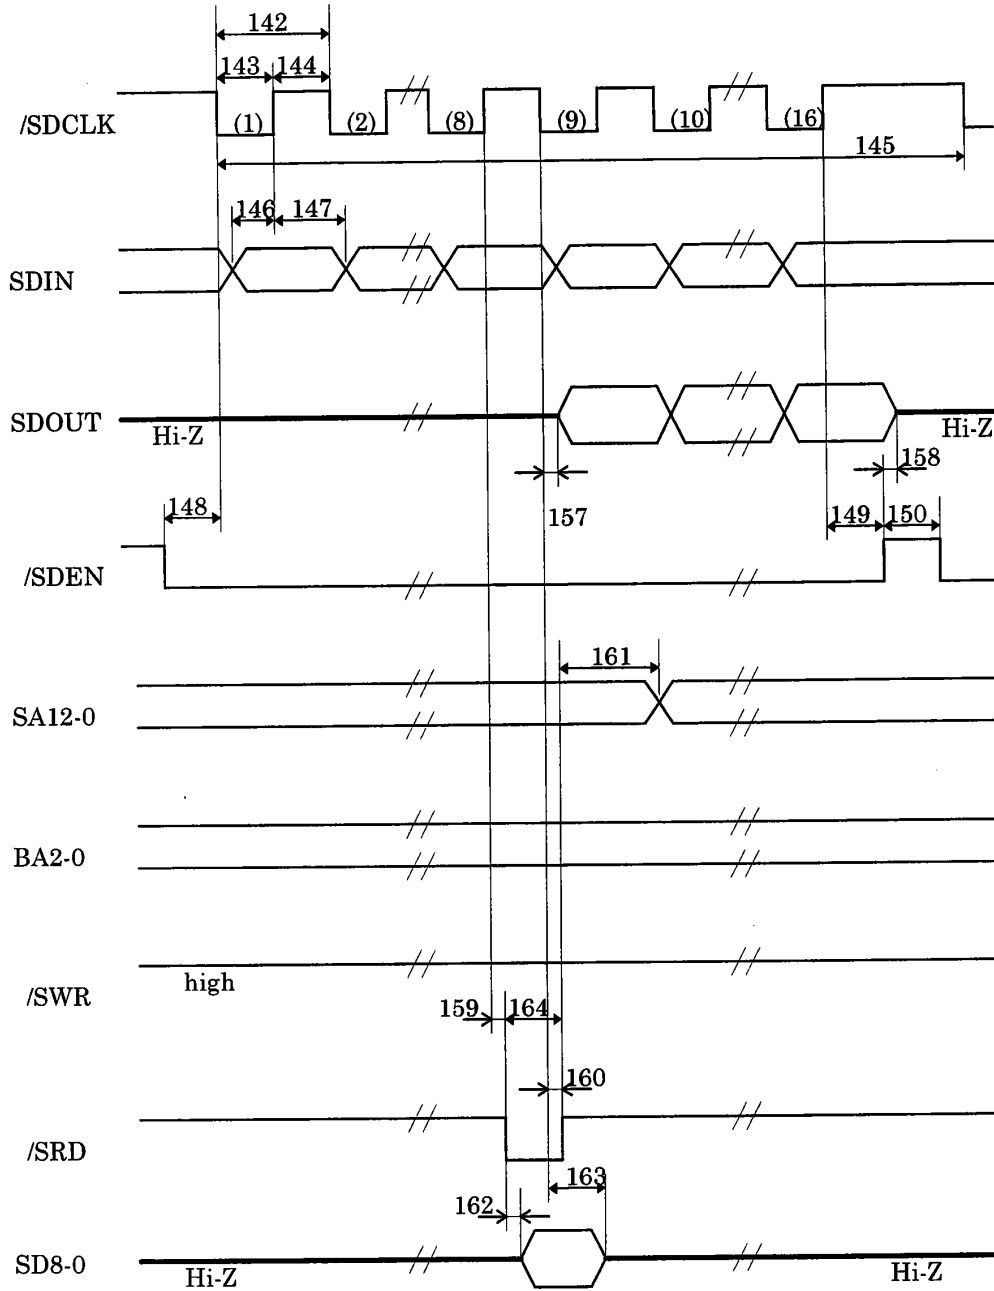 142
143 144
/SDCLK (1) (2) (8) (9) (10) (16)
145
146 147
SDIN
SDOUT
Hi-Z Hi-Z
158
148 157 149 150
/SDEN
161
SA12-0
BA2-0
high
/SWR
159 164
160
/SRD
163
162
SD8-0
Hi-Z Hi-Z